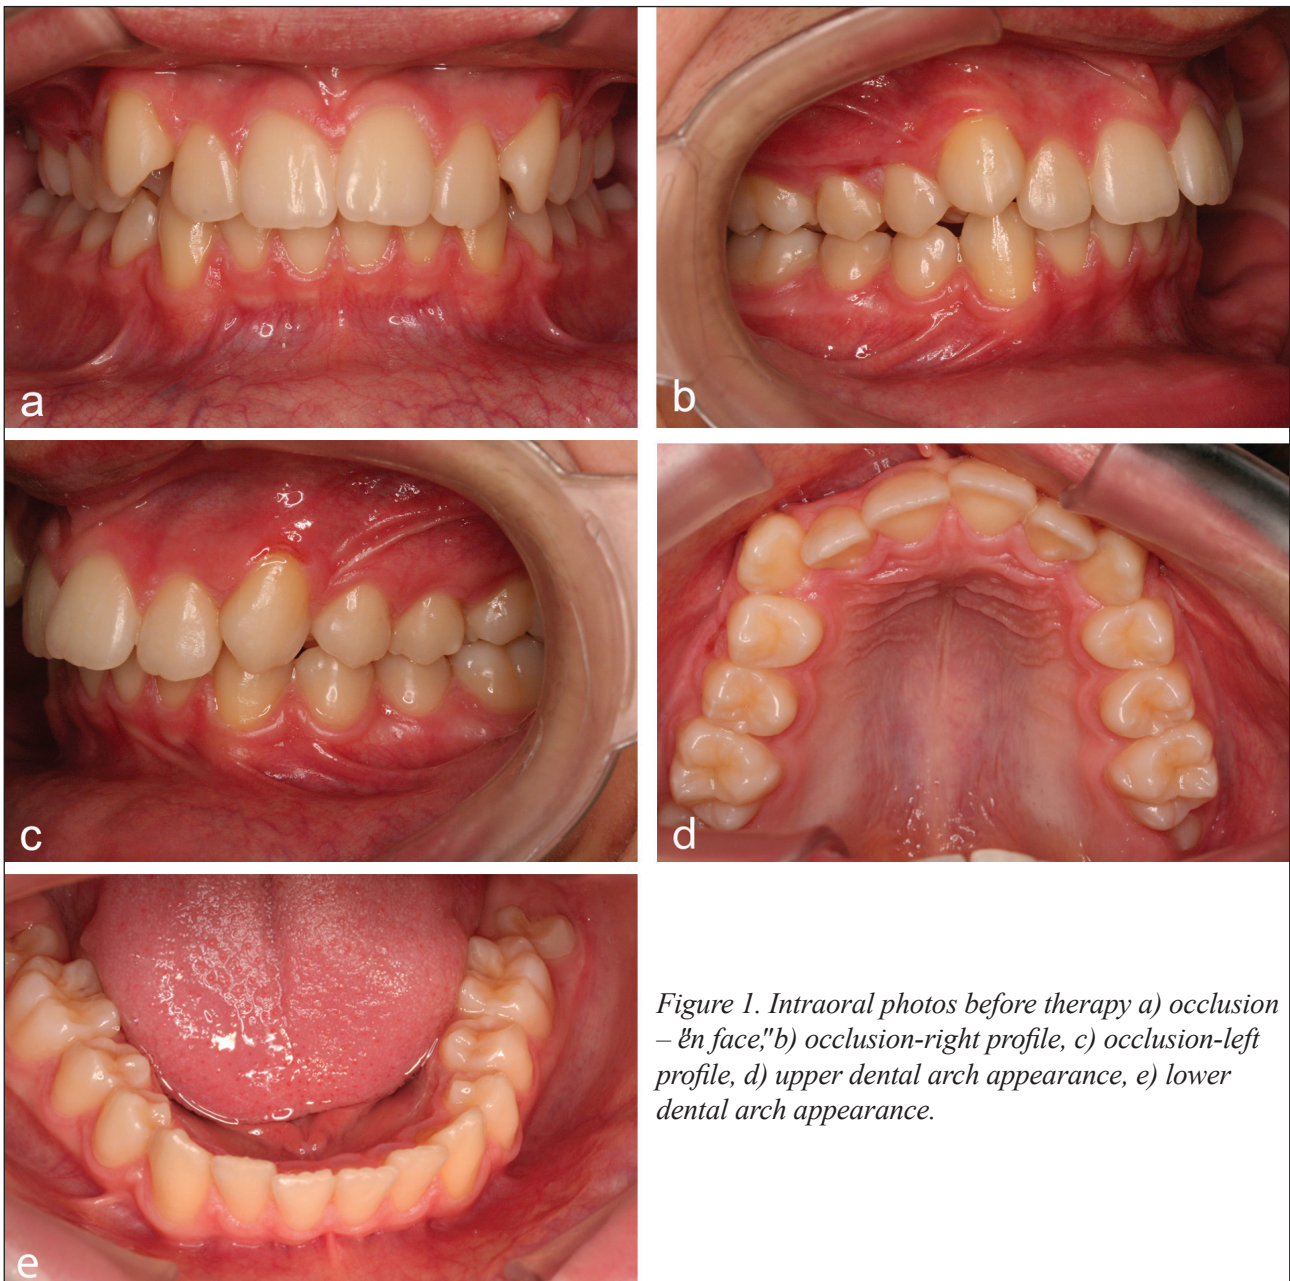 a
b
c
d
e
Figure 1. Intraoral photos before therapy a) occlusion
– "en face," b) occlusion-right profile, c) occlusion-left
profile, d) upper dental arch appearance, e) lower
dental arch appearance.